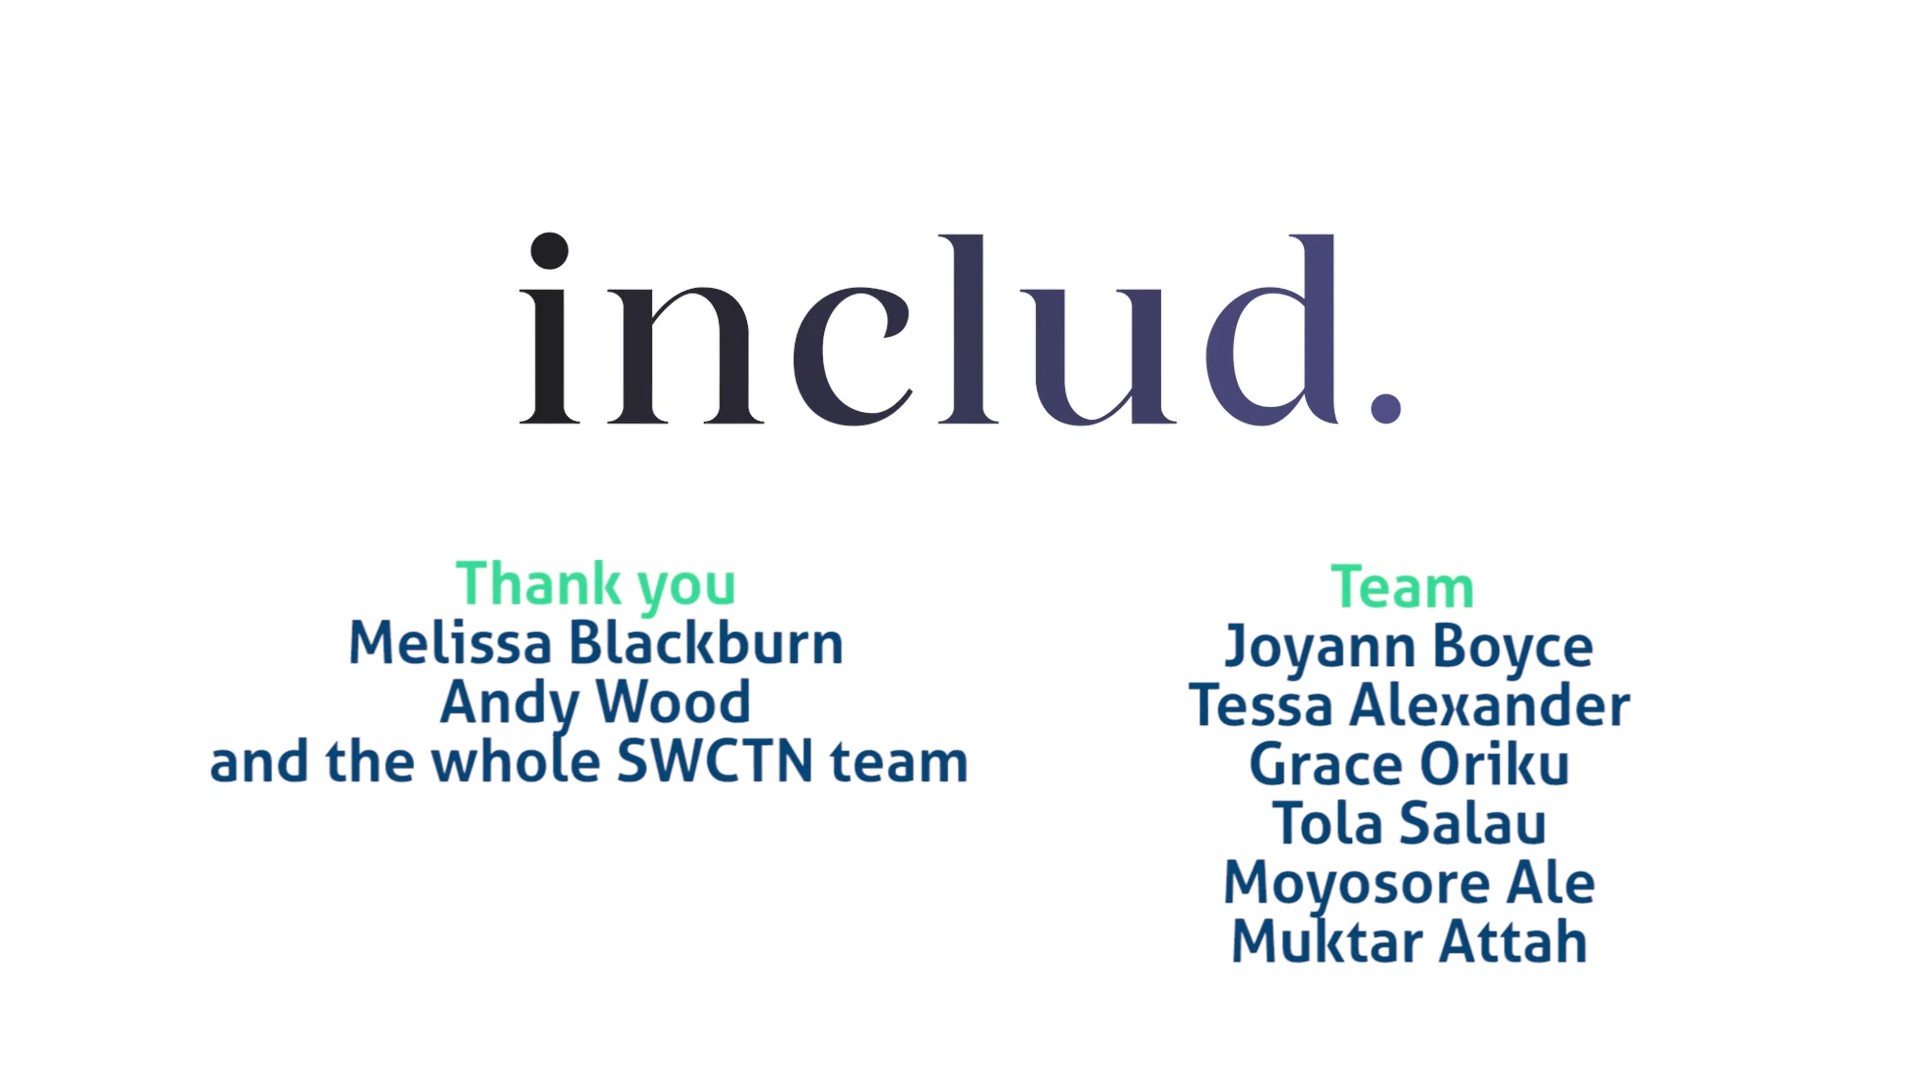 includ.
Thank you
Melissa Blackburn
Andy Wood
and the whole SWCTN team
Team
Joyann Boyce
Tessa Alexander
Grace Oriku
Tola Salau
Moyosore Ale
Muktar Attah